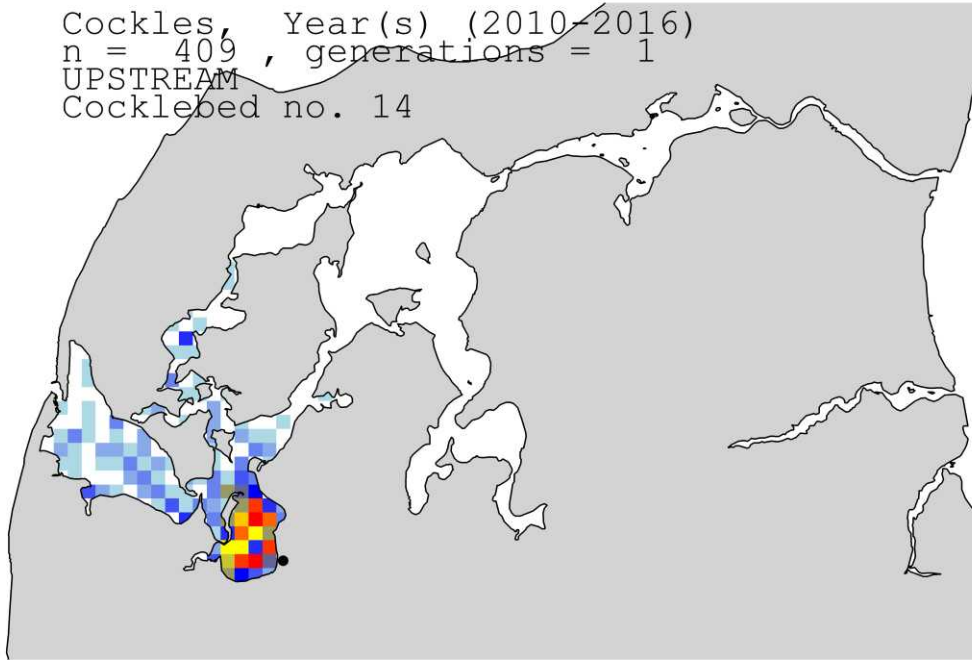 Cockles,   Year(s) (2010-2016)
n =   409 , generations =  1
UPSTREAM
Cocklebed no. 14